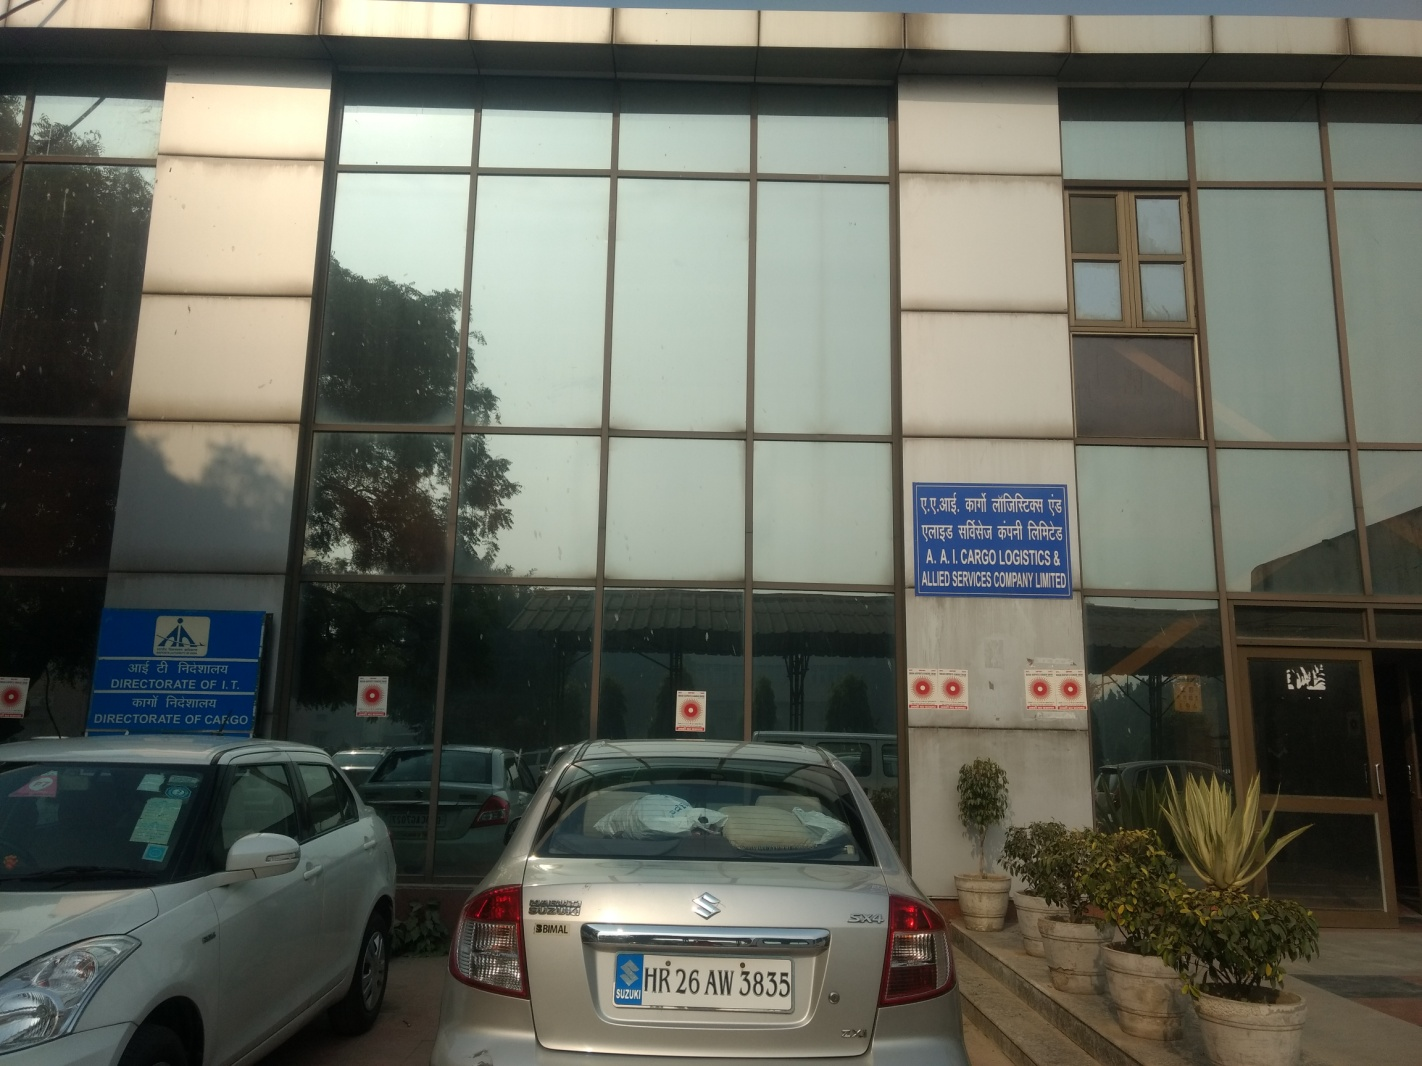 ए.ए.आई. कार्गो लॉजिस्टिक्स एंड
एलाइड सर्विसेज कंपनी लिमिटेड
A. A. I. CARGO LOGISTICS &
ALLIED SERVICES COMPANY LIMITED
आई टी निदेशालय
DIRECTORATE OF I.T.
कार्गो निदेशालय
DIRECTORATE OF CARGO
SUZUKI
BIMAL
SX4
SUZUKI
HR 26 AW 3835
ZXi